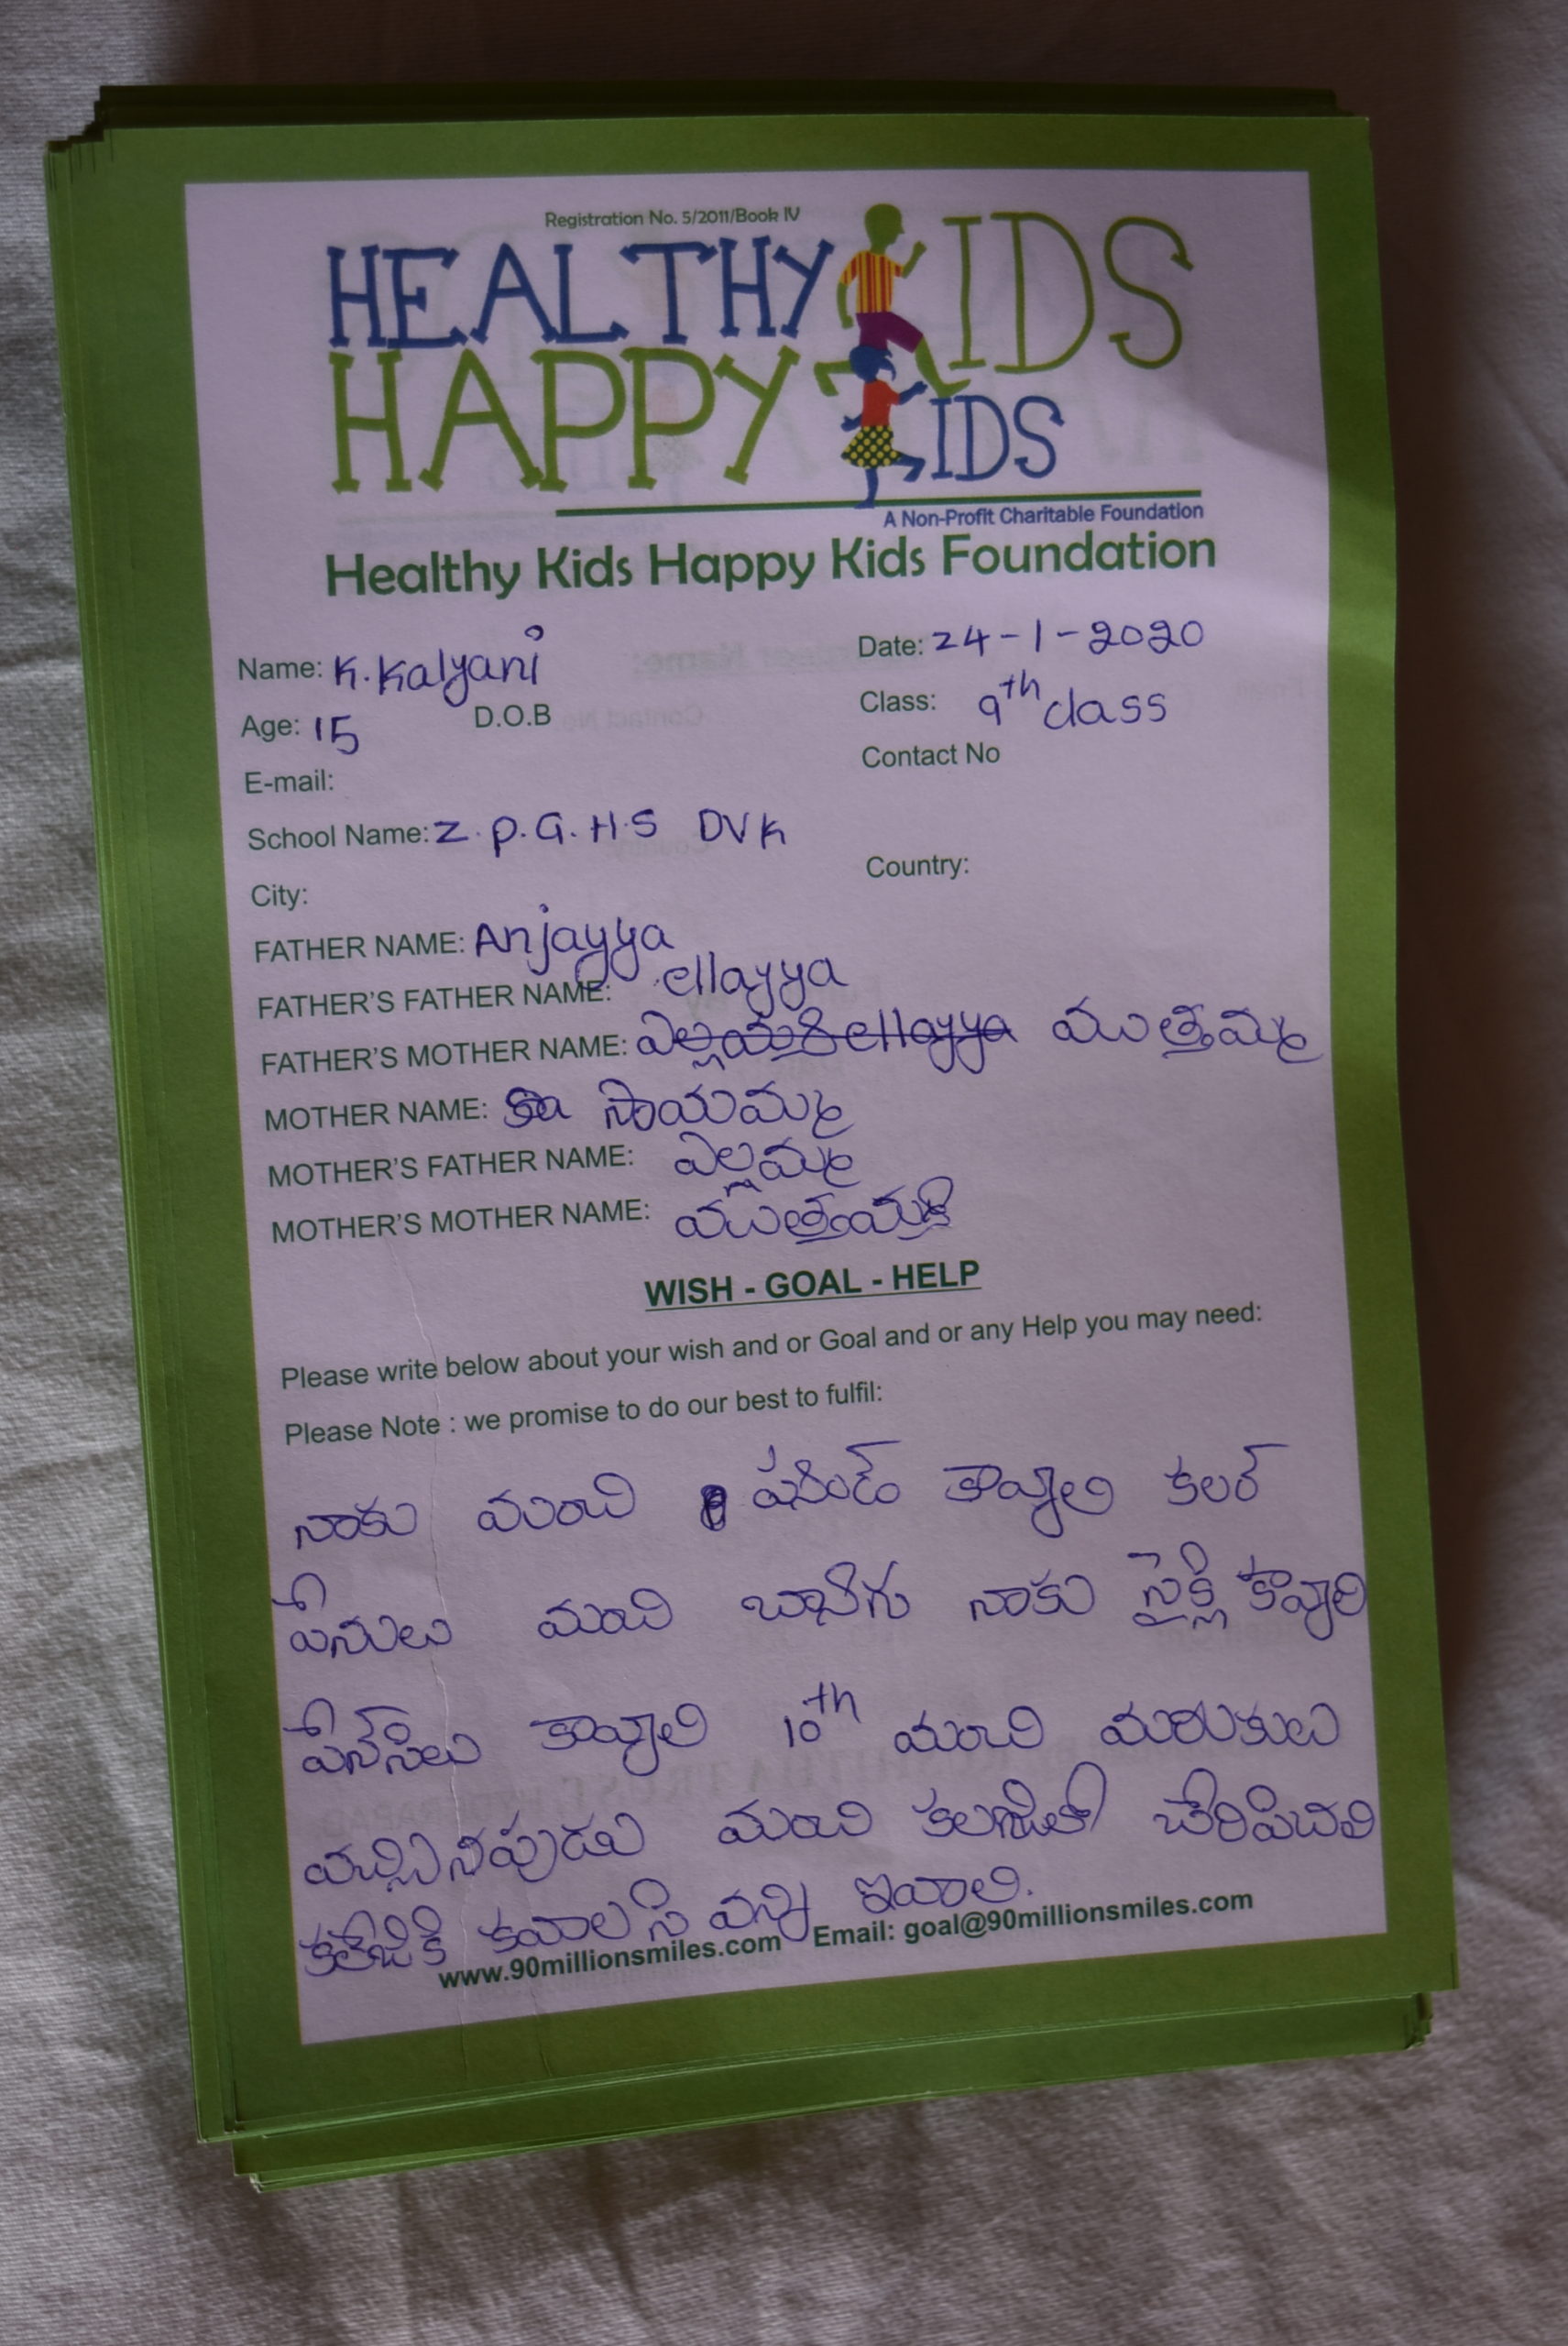 Registration No. 5/2011/Book IV
HEALTHY KIDS
HAPPY KIDS
A Non-Profit Charitable Foundation
Healthy Kids Happy Kids Foundation
Name: K. Kalyani Date: 24-1-2020
Age: 15 D.O.B Class: 9th class
E-mail: Contact No
School Name: Z.P.G.H.S DVK
City: Country:
FATHER NAME: Anjayya
FATHER'S FATHER NAME: ellayya
FATHER'S MOTHER NAME: ముత్తమ్మ
MOTHER NAME: సాయమ్మ
MOTHER'S FATHER NAME: ఎల్లమ్మ
MOTHER'S MOTHER NAME:
WISH - GOAL - HELP
Please write below about your wish and or Goal and or any Help you may need:
Please Note : we promise to do our best to fulfil:
నాకు మంచి కావ్యాలి కలర్
పేనులు మంచి నాకు సైక్లి కావ్యాలి
పేన్సీలు కావ్యాలి 10th మంచి మరుకులు
వచ్చినపుడు మంచి చేరిపిచలి
ఇవాలి.
www.90millionsmiles.com Email: goal@90millionsmiles.com